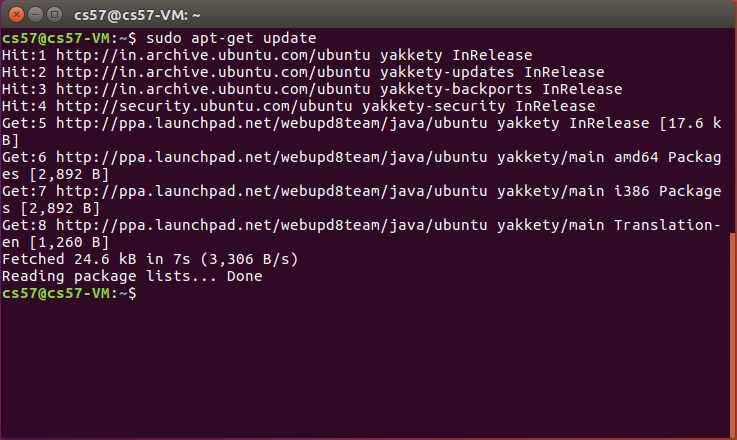 cs57@cs57-VM: ~
cs57@cs57-VM:~$ sudo apt-get update
Hit:1 http://in.archive.ubuntu.com/ubuntu yakkety InRelease
Hit:2 http://in.archive.ubuntu.com/ubuntu yakkety-updates InRelease
Hit:3 http://in.archive.ubuntu.com/ubuntu yakkety-backports InRelease
Hit:4 http://security.ubuntu.com/ubuntu yakkety-security InRelease
Get:5 http://ppa.launchpad.net/webupd8team/java/ubuntu yakkety InRelease [17.6 k
B]
Get:6 http://ppa.launchpad.net/webupd8team/java/ubuntu yakkety/main amd64 Packag
es [2,892 B]
Get:7 http://ppa.launchpad.net/webupd8team/java/ubuntu yakkety/main i386 Package
s [2,892 B]
Get:8 http://ppa.launchpad.net/webupd8team/java/ubuntu yakkety/main Translation-
en [1,260 B]
Fetched 24.6 kB in 7s (3,306 B/s)
Reading package lists... Done
cs57@cs57-VM:~$